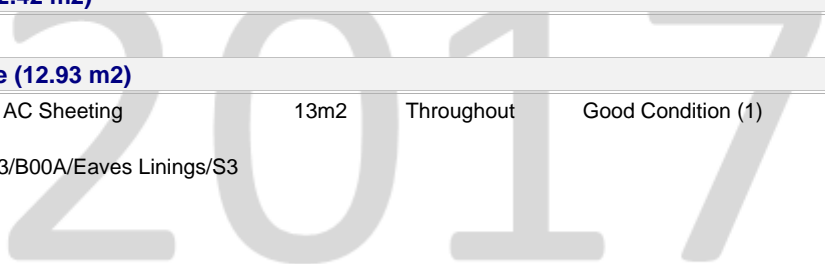 2.42 m2)
e (12.93 m2)
AC Sheeting 13m2 Throughout Good Condition (1)
3/B00A/Eaves Linings/S3
2017